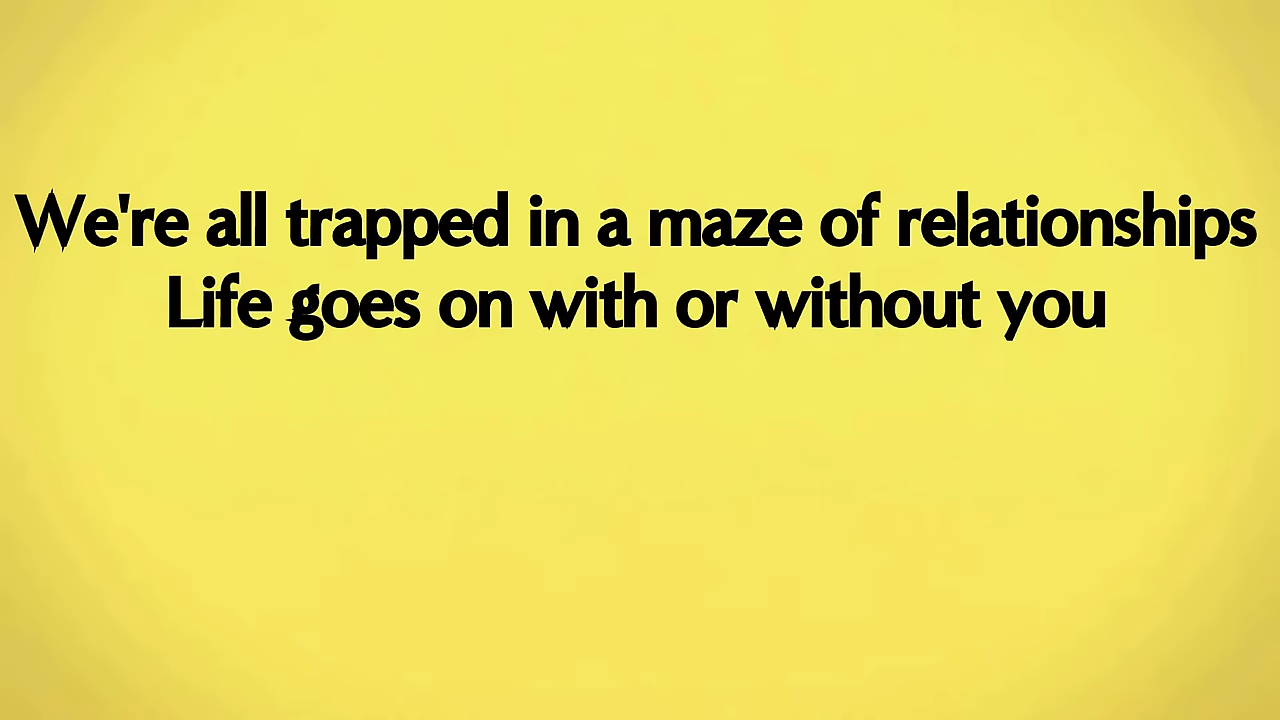 We're all trapped in a maze of relationships
Life goes on with or without you